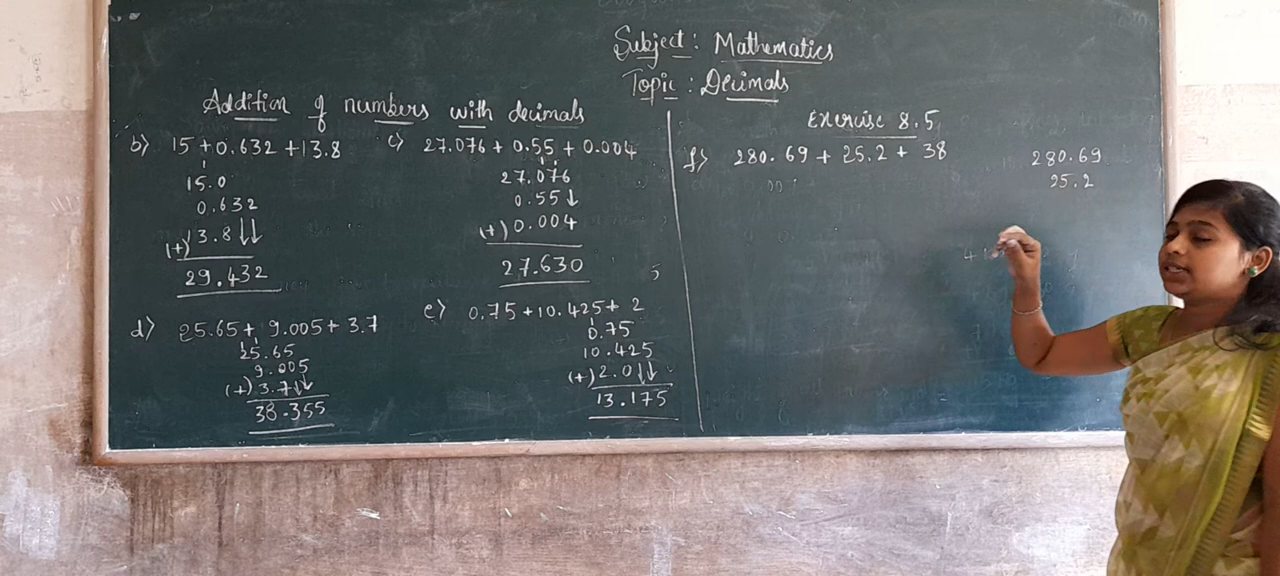 Subject: Mathematics
Topic: Decimals
Addition of numbers with decimals
b) 15 + 0.632 + 13.8
15.0
0.632
(+) 13.8↓↓
29.432
c) 27.076 + 0.55 + 0.004
27.076
0.55↓
(+) 0.004
27.630
d) 25.65 + 9.005 + 3.7
25.65
9.005
(+) 3.7↓↓
38.355
e) 0.75 + 10.425 + 2
0.75
10.425
(+) 2.0↓↓
13.175
Exercise 8.5
f) 280.69 + 25.2 + 38
280.69
25.2